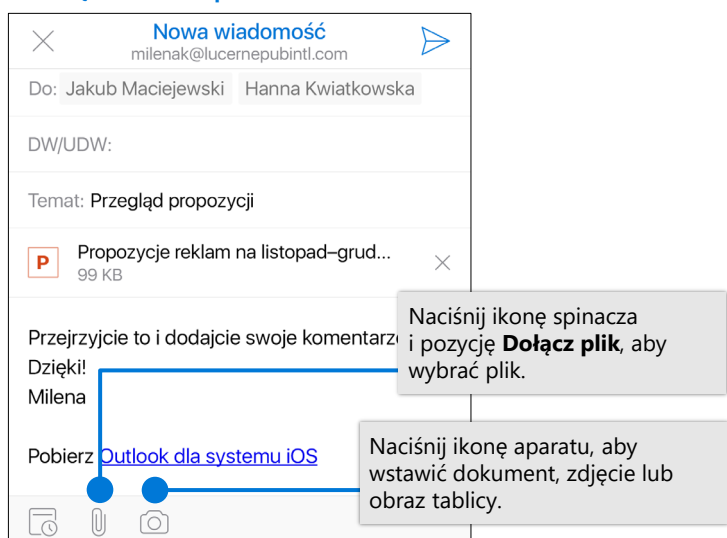 Nowa wiadomość
milenak@lucernepubintl.com
Do: Jakub Maciejewski Hanna Kwiatkowska
DW/UDW:
Temat: Przegląd propozycji
P
Propozycje reklam na listopad–grud...
99 KB
Przejrzyjcie to i dodajcie swoje komentarz
Dzięki!
Milena
Naciśnij ikonę spinacza
i pozycję Dołącz plik, aby
wybrać plik.
Pobierz Outlook dla systemu iOS
Naciśnij ikonę aparatu, aby
wstawić dokument, zdjęcie lub
obraz tablicy.